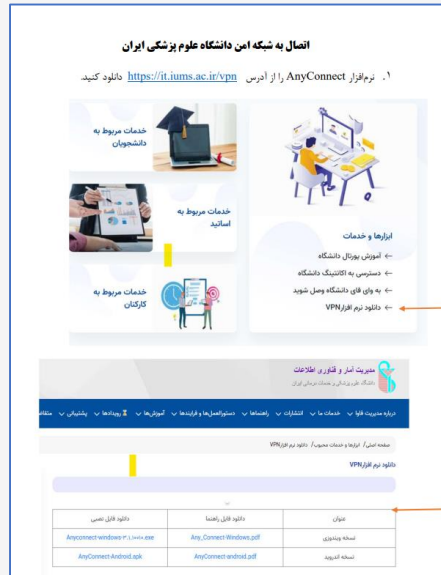 اتصال به شبکه امن دانشگاه علوم پزشکی ایران
۱. نرم‌افزار AnyConnect را از آدرس https://it.iums.ac.ir/vpn دانلود کنید.
خدمات مربوط به
دانشجویان
خدمات مربوط به
اساتید
خدمات مربوط به
کارکنان
ابزارها و خدمات
← آموزش پورتال دانشگاه
← دسترسی به اکانتینگ دانشگاه
← به وای فای دانشگاه وصل شوید
← دانلود نرم افزارVPN
مدیریت آمار و فناوری اطلاعات
دانشگاه علوم پزشکی و خدمات درمانی ایران
درباره مدیریت فاوا خدمات ما انتشارات راهنماها دستورالعمل‌ها و فرایندها آموزش‌ها رویدادها پشتیبانی
صفحه اصلی/ ابزارها و خدمات محبوب/ دانلود نرم افزارVPN
دانلود نرم افزارVPN
عنوان دانلود فایل راهنما دانلود فایل نصبی
نسخه ویندوزی Any_Connect-Windows.pdf
نسخه اندروید AnyConnect-android.pdf AnyConnect-Android.apk